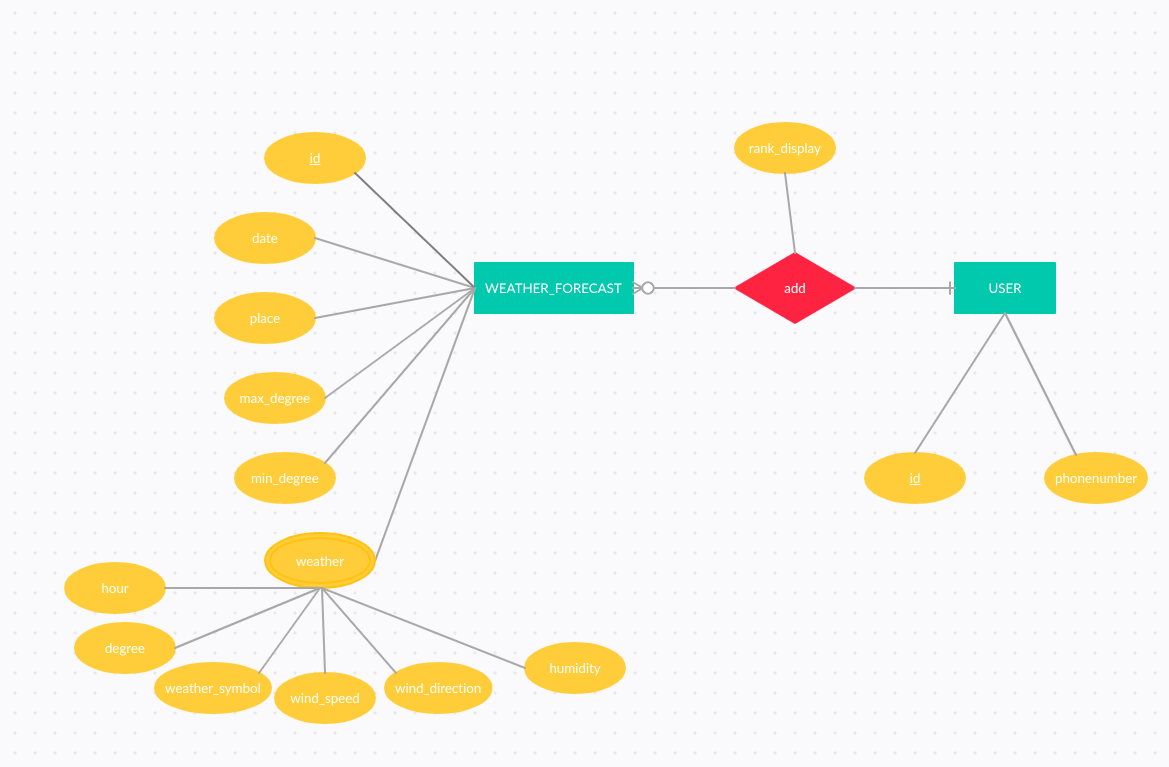 rank_display
id
date
WEATHER_FORECAST
add
USER
place
max_degree
min_degree
id
phonenumber
weather
hour
degree
humidity
weather_symbol
wind_speed
wind_direction